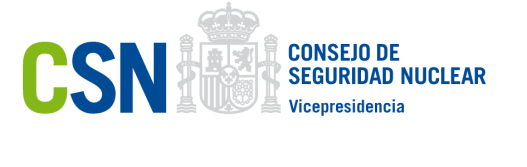 CSN
CONSEJO DE
SEGURIDAD NUCLEAR
Vicepresidencia